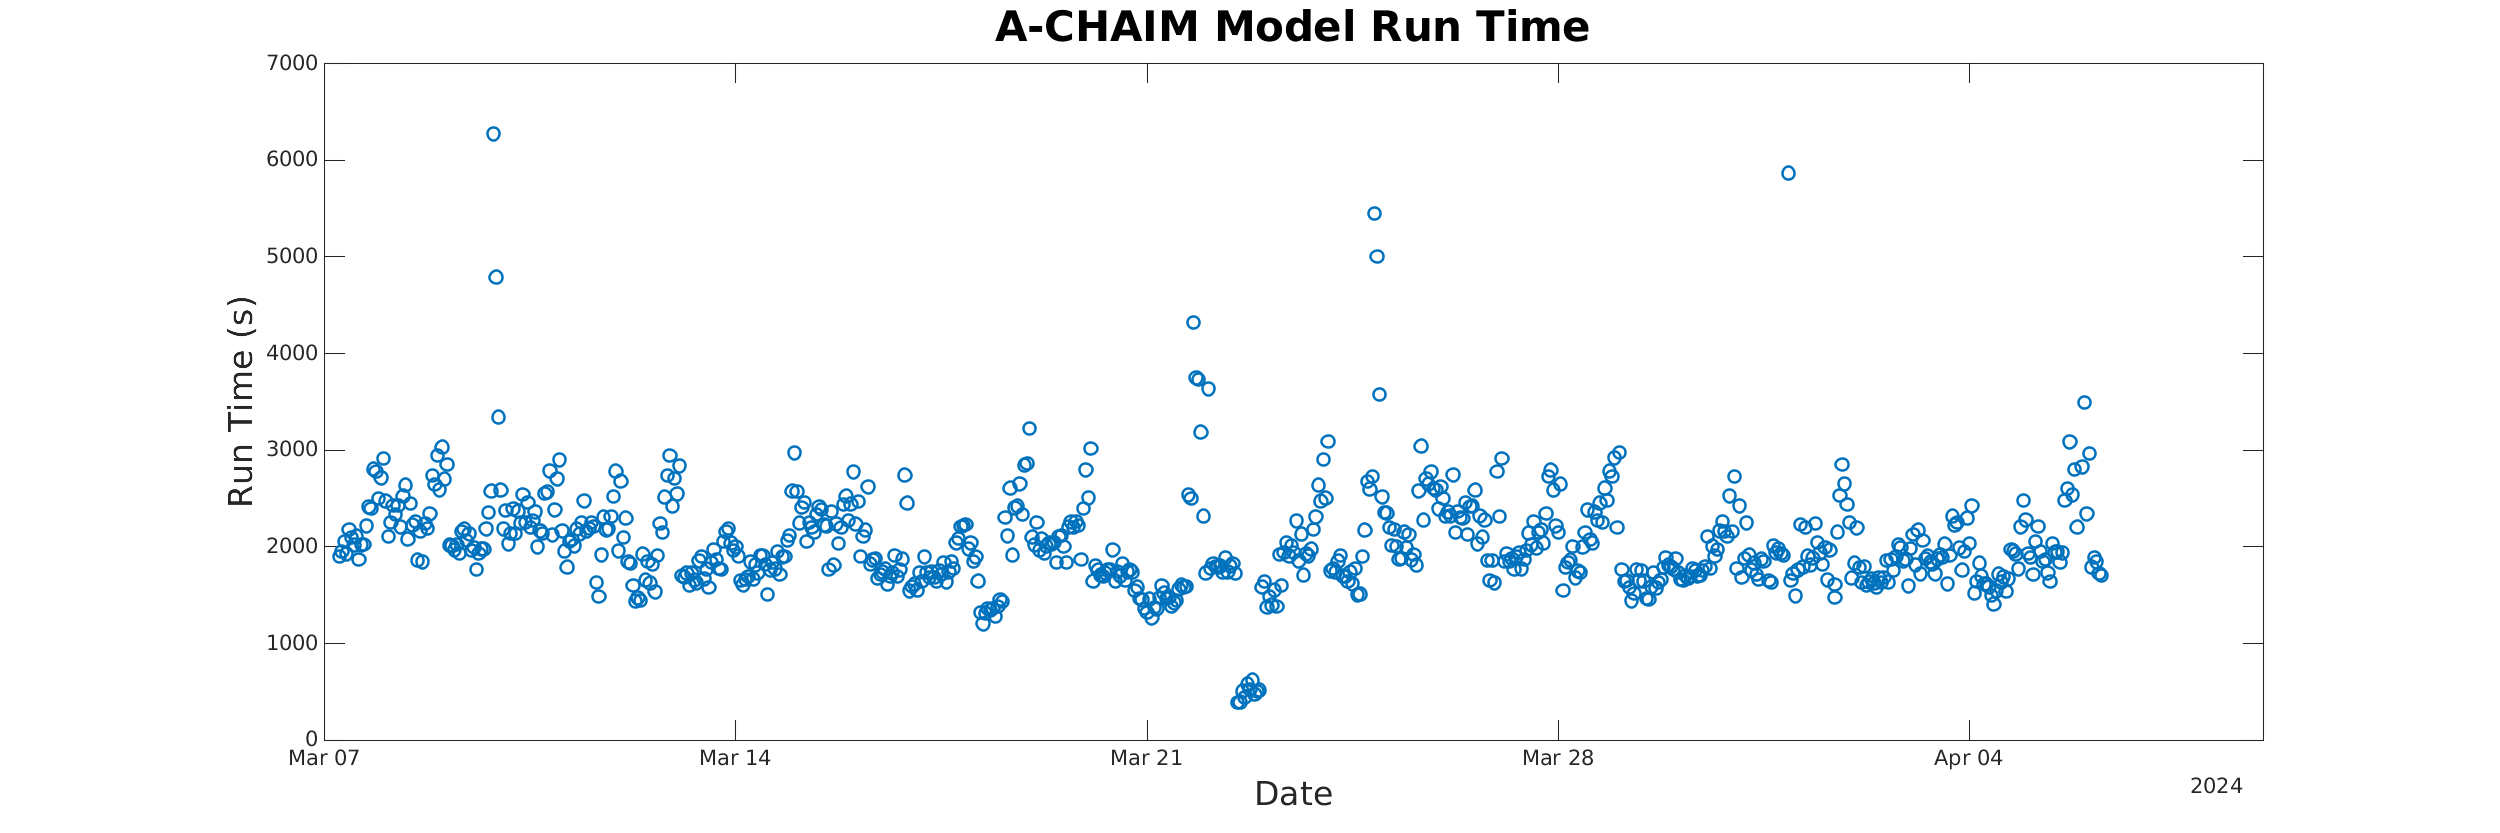 A-CHAIM Model Run Time
7000
6000
5000
4000
3000
2000
1000
0
Run Time (s)
Mar 07
Mar 14
Mar 21
Mar 28
Apr 04
2024
Date